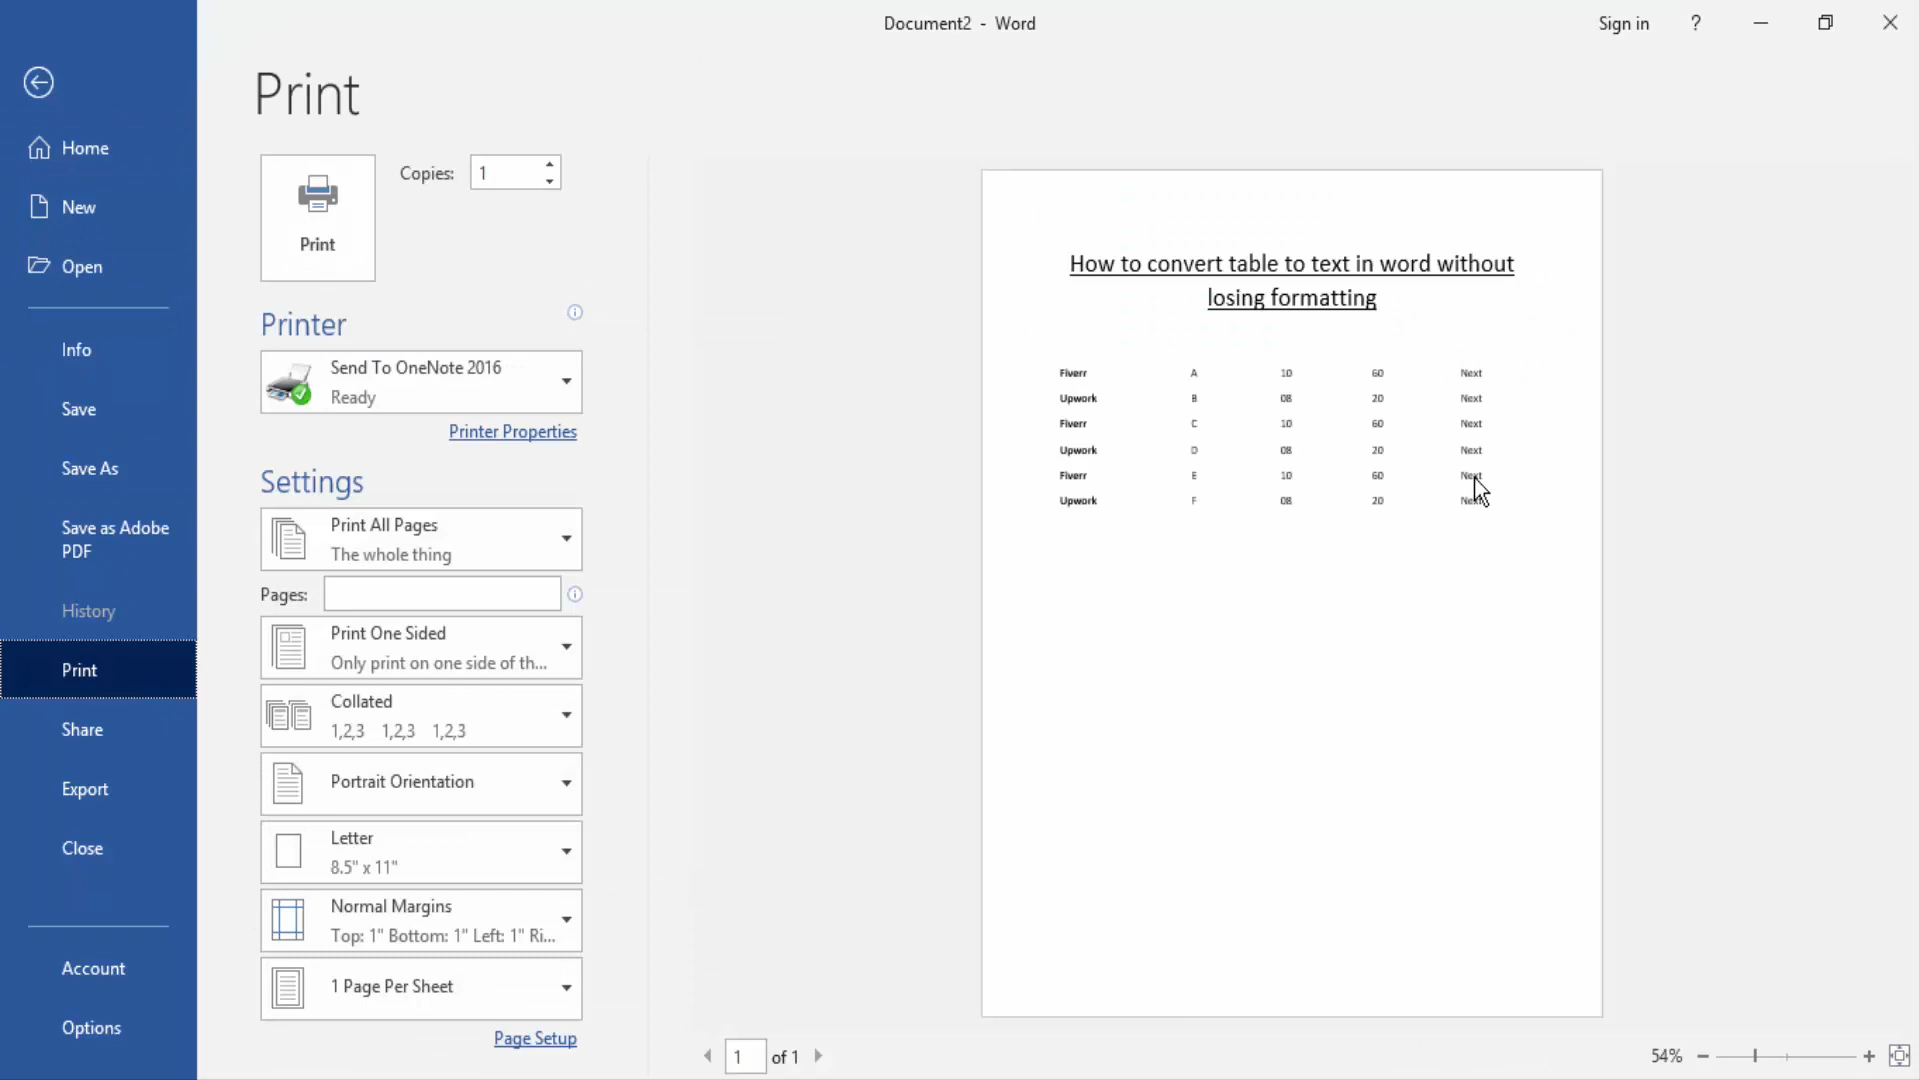 Document2 - Word
Sign in
?
Home
New
Open
Info
Save
Save As
Save as Adobe
PDF
History
Print
Share
Export
Close
Account
Options
Print
Print
Copies:
1
Printer
Send To OneNote 2016
Ready
Printer Properties
Settings
Print All Pages
The whole thing
Pages:
Print One Sided
Only print on one side of th...
Collated
1,2,3 1,2,3 1,2,3
Portrait Orientation
Letter
8.5" x 11"
Normal Margins
Top: 1" Bottom: 1" Left: 1" Ri...
1 Page Per Sheet
Page Setup
How to convert table to text in word without
losing formatting
Fiverr A 10 60 Next
Upwork B 08 20 Next
Fiverr C 10 60 Next
Upwork D 08 20 Next
Fiverr E 10 60 Next
Upwork F 08 20 Next
1 of 1
54%